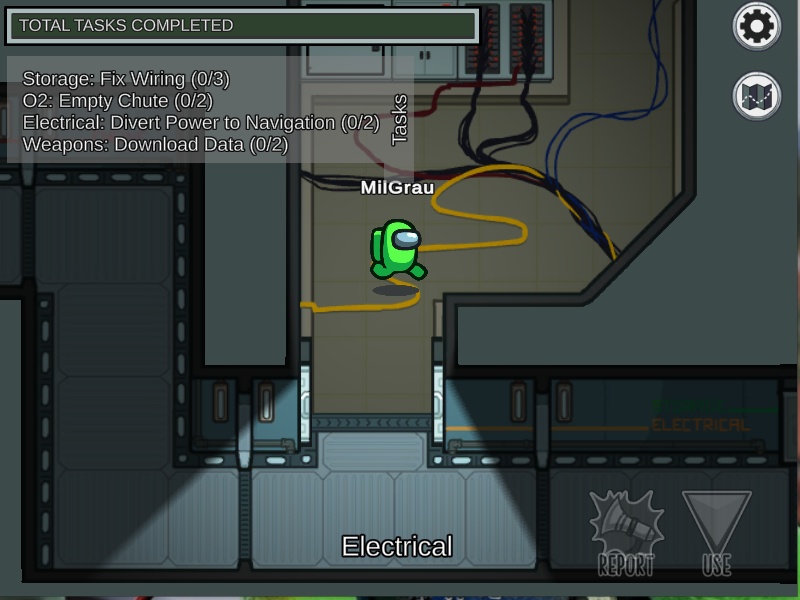 TOTAL TASKS COMPLETED
Storage: Fix Wiring (0/3)
O2: Empty Chute (0/2)
Electrical: Divert Power to Navigation (0/2)
Weapons: Download Data (0/2)
Tasks
MilGrau
ELECTRICAL
Electrical
REPORT
USE